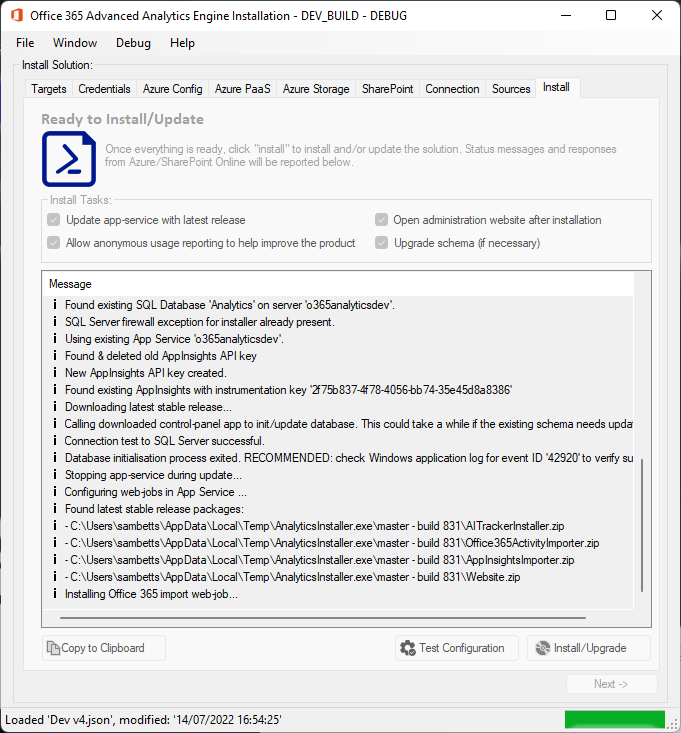 Office 365 Advanced Analytics Engine Installation - DEV_BUILD - DEBUG
File Window Debug Help
Install Solution:
Targets Credentials Azure Config Azure PaaS Azure Storage SharePoint Connection Sources Install
Ready to Install/Update
Once everything is ready, click "install" to install and/or update the solution. Status messages and responses
from Azure/SharePoint Online will be reported below.
Install Tasks:
Update app-service with latest release Open administration website after installation
Allow anonymous usage reporting to help improve the product Upgrade schema (if necessary)
Message
Found existing SQL Database 'Analytics' on server 'o365analyticsdev'.
SQL Server firewall exception for installer already present.
Using existing App Service 'o365analyticsdev'.
Found & deleted old AppInsights API key
New AppInsights API key created.
Found existing AppInsights with instrumentation key '2f75b837-4f78-4056-bb74-35e45d8a8386'
Downloading latest stable release...
Calling downloaded control-panel app to init/update database. This could take a while if the existing schema needs upda
Connection test to SQL Server successful.
Database initialisation process exited. RECOMMENDED: check Windows application log for event ID '42920' to verify su
Stopping app-service during update...
Configuring web-jobs in App Service ...
Found latest stable release packages:
- C:\Users\sambetts\AppData\Local\Temp\AnalyticsInstaller.exe\master - build 831\AITrackerInstaller.zip
- C:\Users\sambetts\AppData\Local\Temp\AnalyticsInstaller.exe\master - build 831\Office365ActivityImporter.zip
- C:\Users\sambetts\AppData\Local\Temp\AnalyticsInstaller.exe\master - build 831\AppInsightsImporter.zip
- C:\Users\sambetts\AppData\Local\Temp\AnalyticsInstaller.exe\master - build 831\Website.zip
Installing Office 365 import web-job...
Copy to Clipboard Test Configuration Install/Upgrade
Next ->
Loaded 'Dev v4.json', modified: '14/07/2022 16:54:25'